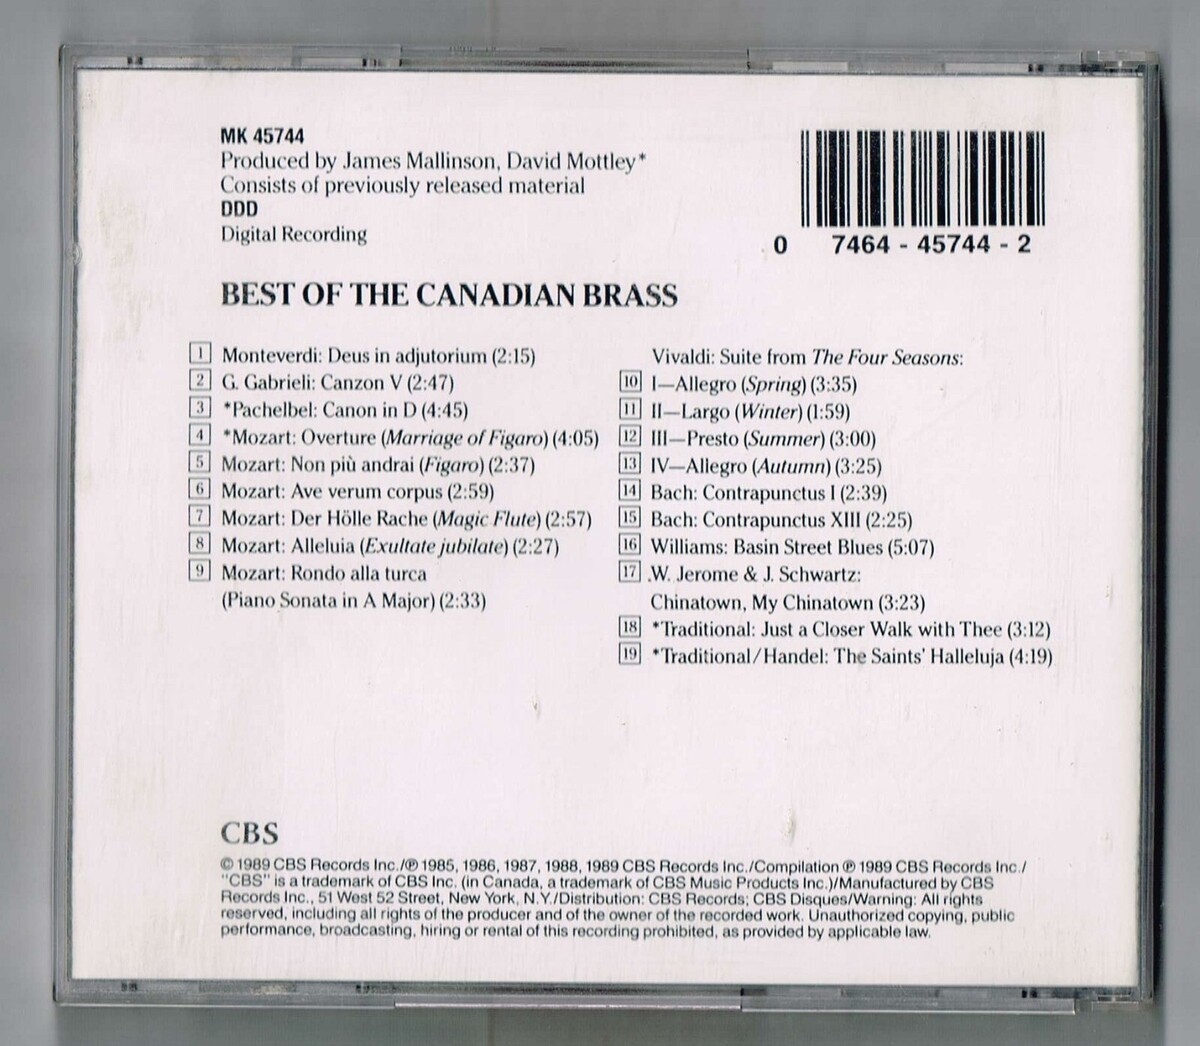 MK 45744
Produced by James Mallinson, David Mottley*
Consists of previously released material
DDD
Digital Recording
0 7464 - 45744 - 2
BEST OF THE CANADIAN BRASS
1 Monteverdi: Deus in adjutorium (2:15)
2 G. Gabrieli: Canzon V (2:47)
3 *Pachelbel: Canon in D (4:45)
4 *Mozart: Overture (Marriage of Figaro) (4:05)
5 Mozart: Non più andrai (Figaro) (2:37)
6 Mozart: Ave verum corpus (2:59)
7 Mozart: Der Hölle Rache (Magic Flute) (2:57)
8 Mozart: Alleluia (Exultate jubilate) (2:27)
9 Mozart: Rondo alla turca
(Piano Sonata in A Major) (2:33)
Vivaldi: Suite from The Four Seasons:
10 I—Allegro (Spring) (3:35)
11 II—Largo (Winter) (1:59)
12 III—Presto (Summer) (3:00)
13 IV—Allegro (Autumn) (3:25)
14 Bach: Contrapunctus I (2:39)
15 Bach: Contrapunctus XIII (2:25)
16 Williams: Basin Street Blues (5:07)
17 .W. Jerome & J. Schwartz:
Chinatown, My Chinatown (3:23)
18 *Traditional: Just a Closer Walk with Thee (3:12)
19 *Traditional/Handel: The Saints' Halleluja (4:19)
CBS
© 1989 CBS Records Inc./℗ 1985, 1986, 1987, 1988, 1989 CBS Records Inc./Compilation ℗ 1989 CBS Records Inc./
"CBS" is a trademark of CBS Inc. (in Canada, a trademark of CBS Music Products Inc.)/Manufactured by CBS
Records Inc., 51 West 52 Street, New York, N.Y./Distribution: CBS Records; CBS Disques/Warning: All rights
reserved, including all rights of the producer and of the owner of the recorded work. Unauthorized copying, public
performance, broadcasting, hiring or rental of this recording prohibited, as provided by applicable law.